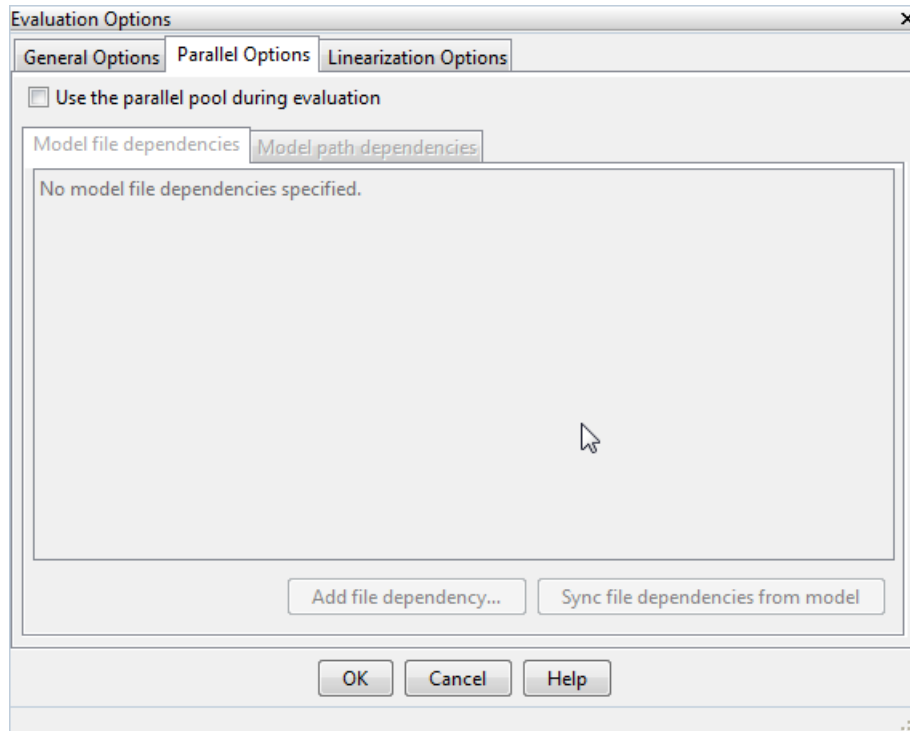 Evaluation Options
General Options Parallel Options Linearization Options
Use the parallel pool during evaluation
Model file dependencies Model path dependencies
No model file dependencies specified.
Add file dependency... Sync file dependencies from model
OK Cancel Help